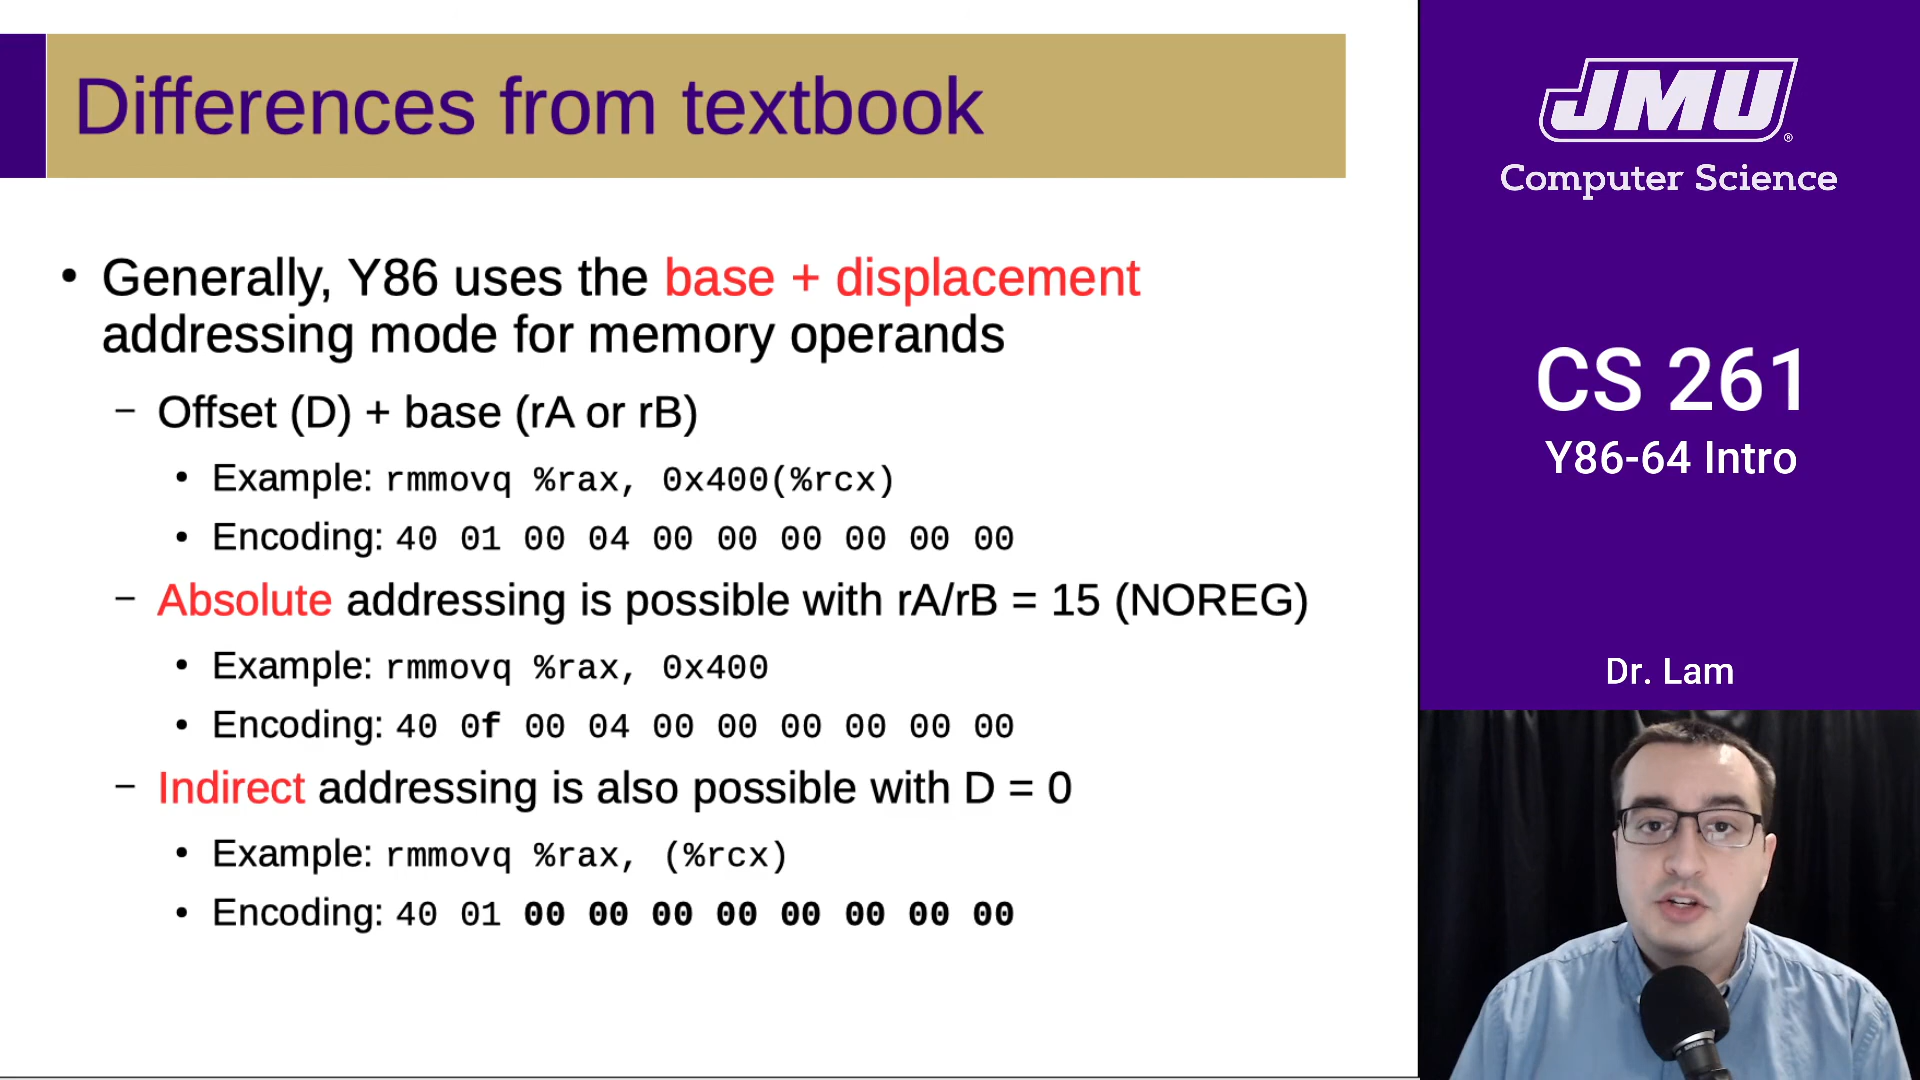 Differences from textbook
• Generally, Y86 uses the base + displacement
addressing mode for memory operands
– Offset (D) + base (rA or rB)
• Example: rmmovq %rax, 0x400(%rcx)
• Encoding: 40 01 00 04 00 00 00 00 00 00
– Absolute addressing is possible with rA/rB = 15 (NOREG)
• Example: rmmovq %rax, 0x400
• Encoding: 40 0f 00 04 00 00 00 00 00 00
– Indirect addressing is also possible with D = 0
• Example: rmmovq %rax, (%rcx)
• Encoding: 40 01 00 00 00 00 00 00 00 00
JMU®
Computer Science
CS 261
Y86-64 Intro
Dr. Lam